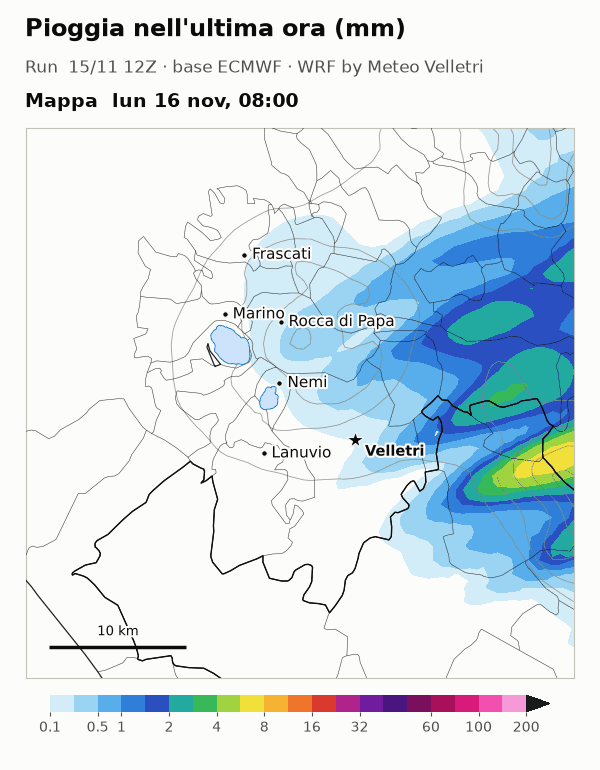 Pioggia nell'ultima ora (mm)
Run  15/11 12Z · base ECMWF · WRF by Meteo Velletri
Mappa  lun 16 nov, 08:00
Frascati
Marino
Rocca di Papa
Nemi
Velletri
Lanuvio
10 km
0.1 0.5 1 2 4 8 16 32 60 100 200